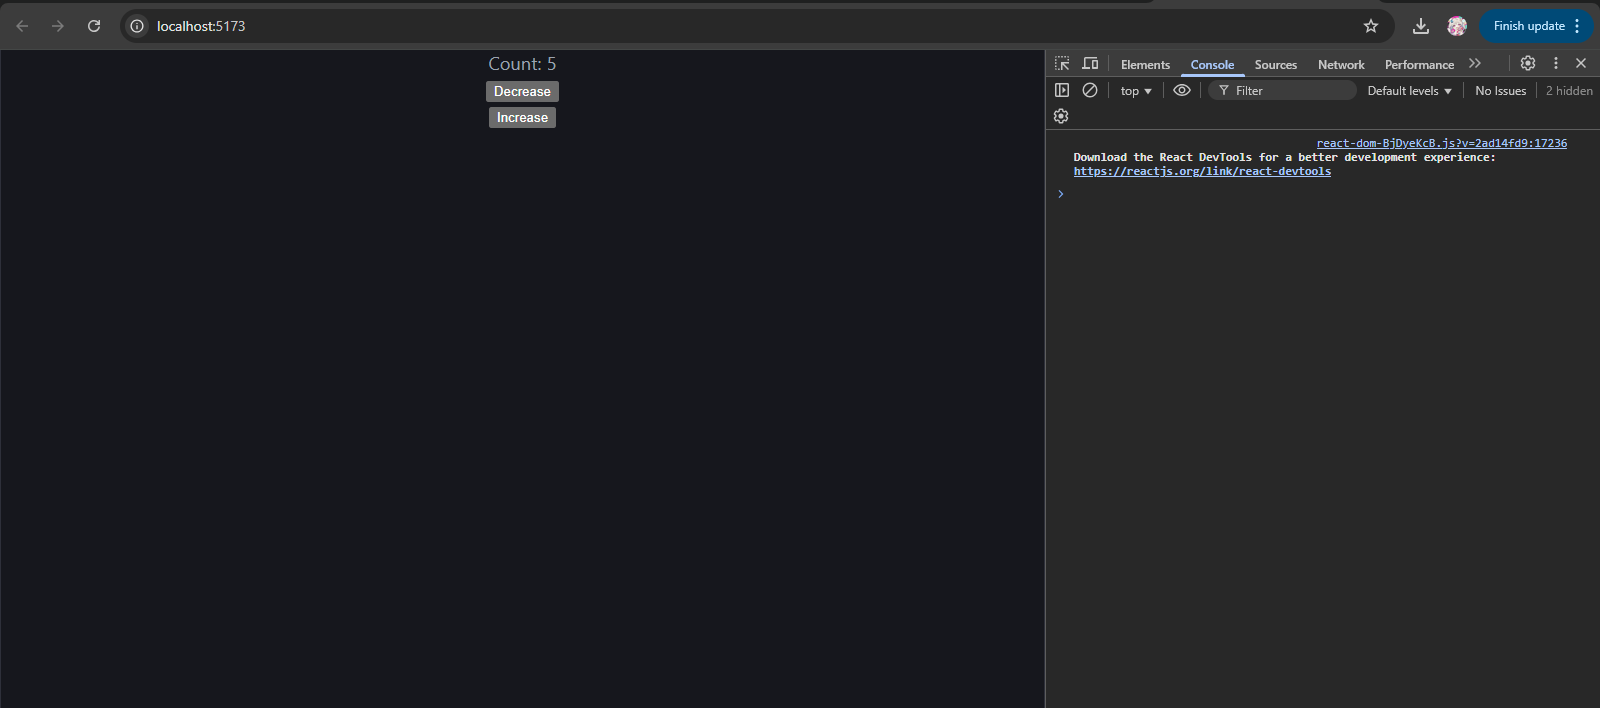 localhost:5173
Finish update
Count: 5
Decrease
Increase
Elements Console Sources Network Performance
top Filter Default levels No Issues 2 hidden
react-dom-BjDyeKcB.js?v=2ad14fd9:17236
Download the React DevTools for a better development experience:
https://reactjs.org/link/react-devtools